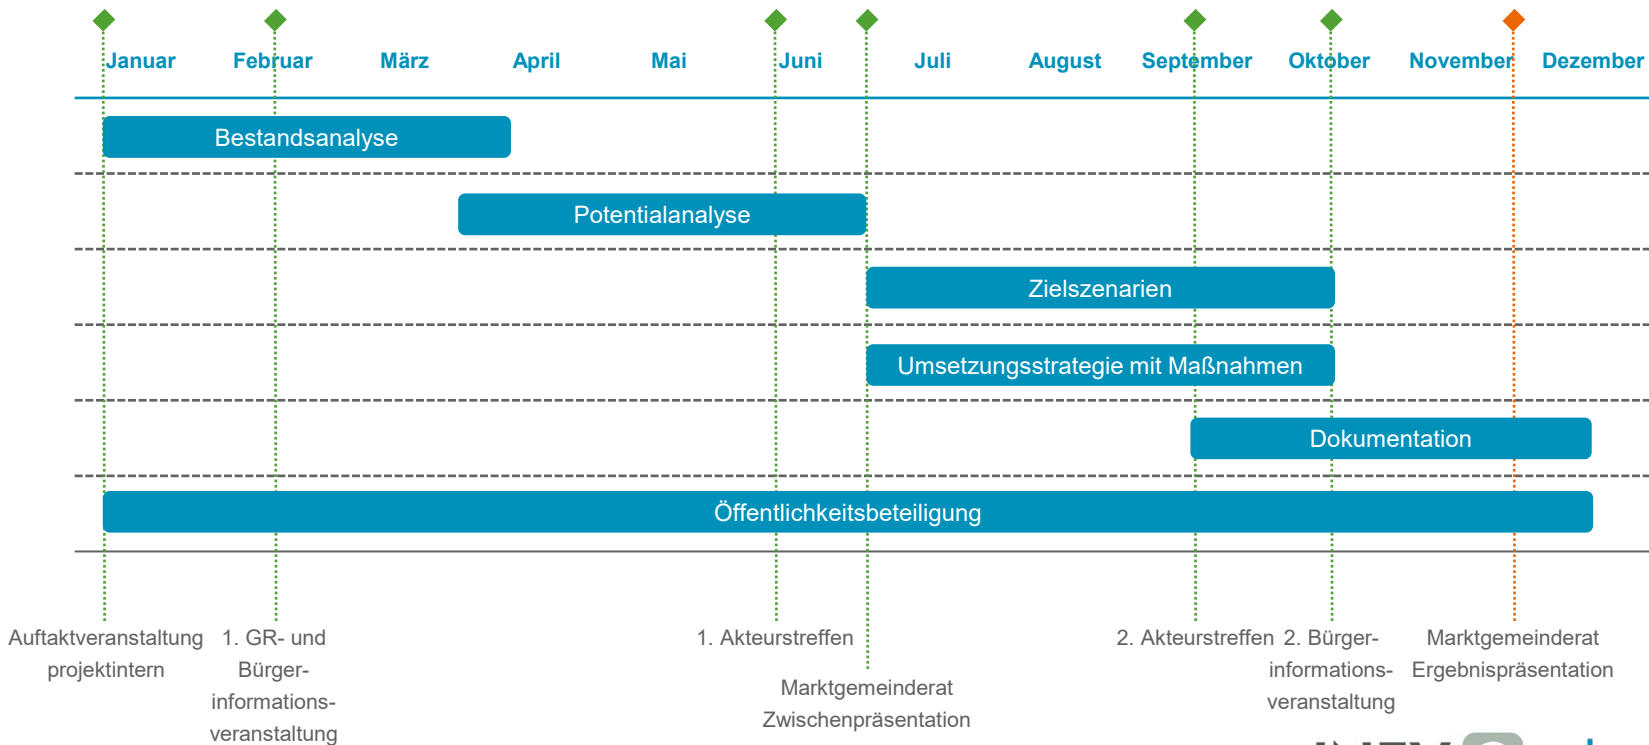 Januar Februar März April Mai Juni Juli August September Oktober November Dezember
Bestandsanalyse
Potentialanalyse
Zielszenarien
Umsetzungsstrategie mit Maßnahmen
Dokumentation
Öffentlichkeitsbeteiligung
Auftaktveranstaltung
projektintern
1. GR- und
Bürger-
informations-
veranstaltung
1. Akteurstreffen
Marktgemeinderat
Zwischenpräsentation
2. Akteurstreffen
2. Bürger-
informations-
veranstaltung
Marktgemeinderat
Ergebnispräsentation